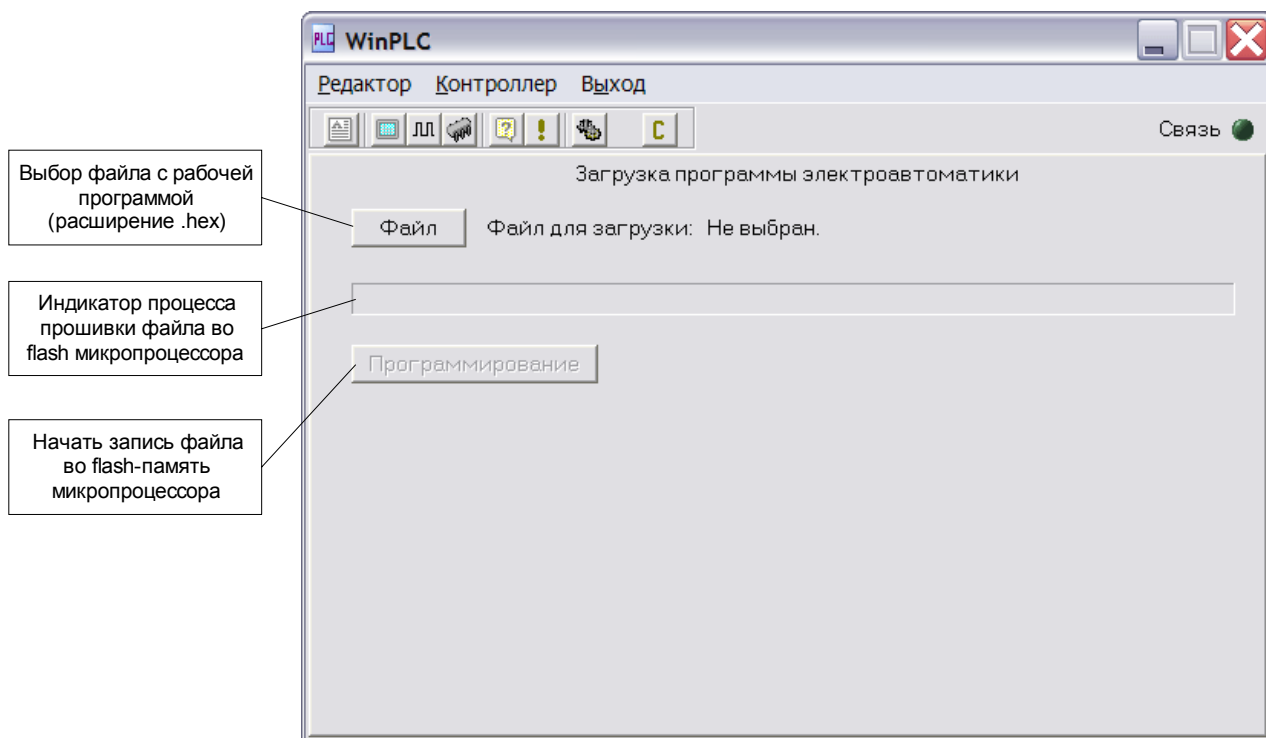 PLC WinPLC
Редактор Контроллер Выход
C Связь
Загрузка программы электроавтоматики
Выбор файла с рабочей
программой
(расширение .hex)
Файл Файл для загрузки: Не выбран.
Индикатор процесса
прошивки файла во
flash микропроцессора
Программирование
Начать запись файла
во flash-память
микропроцессора